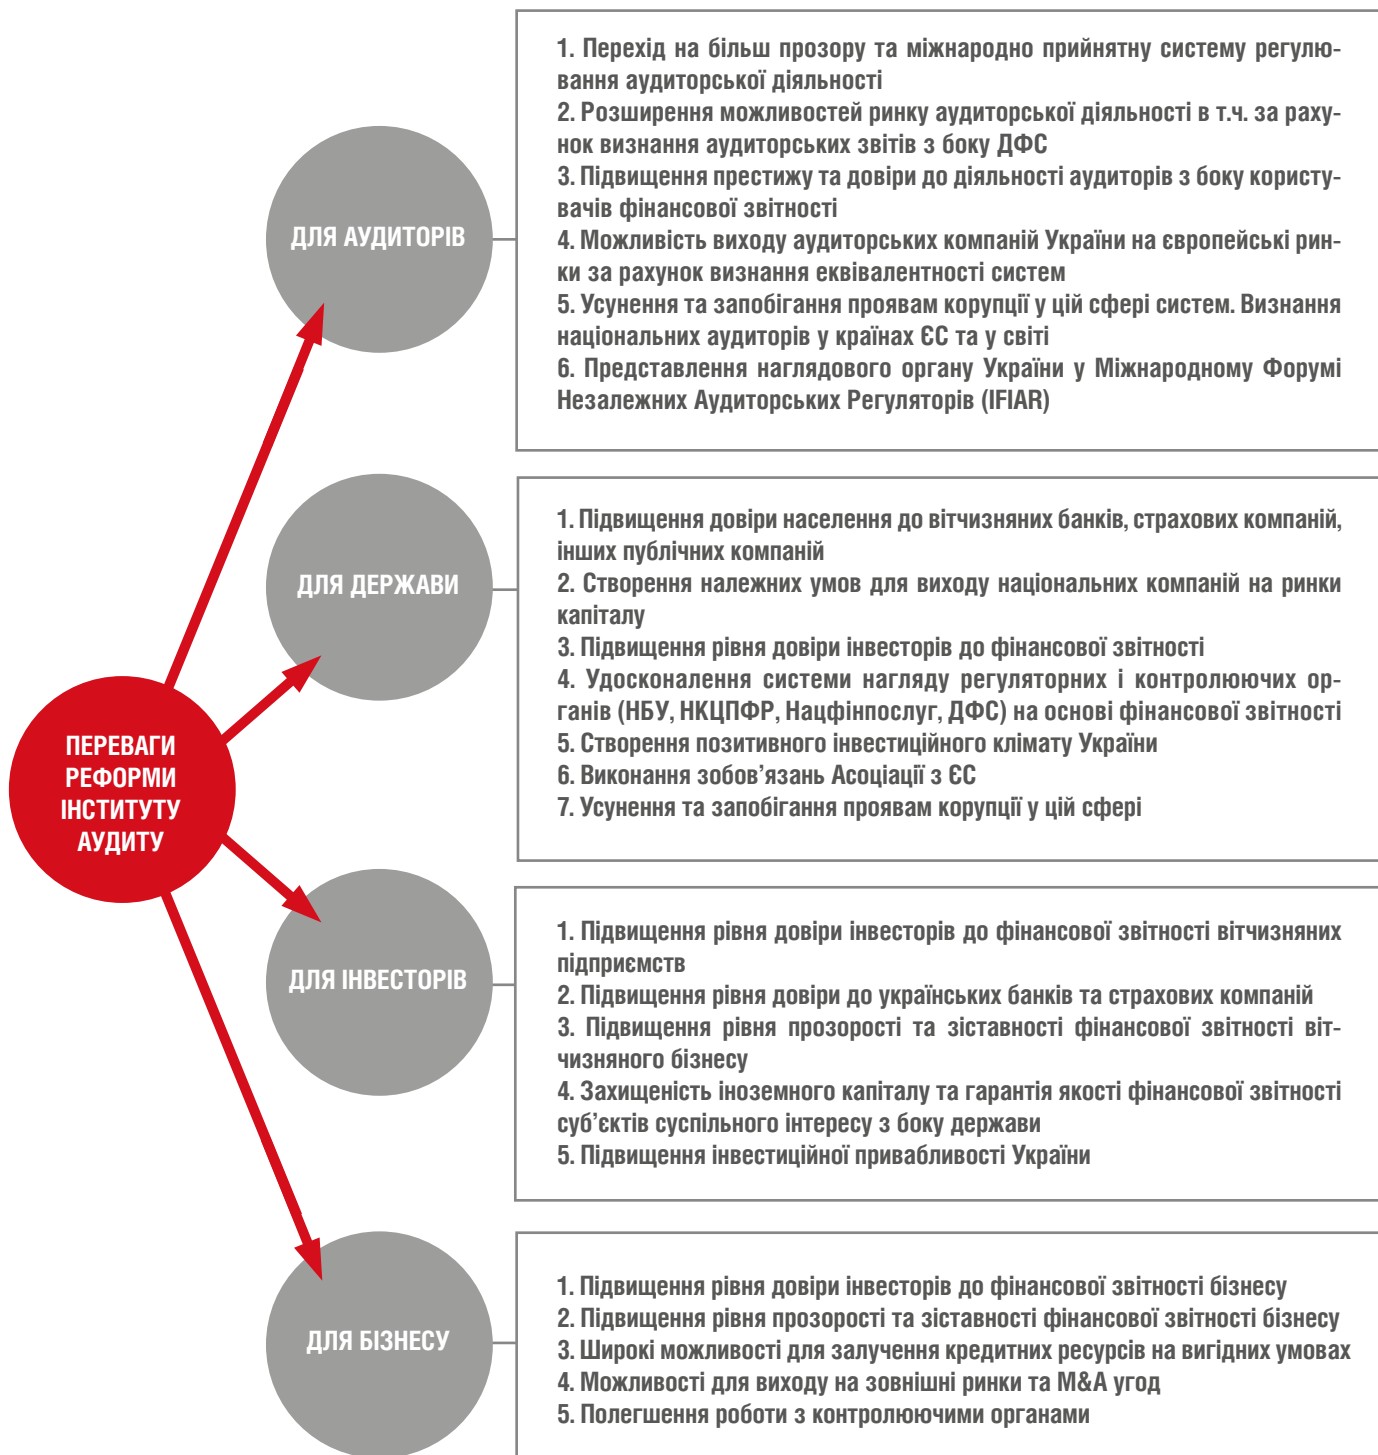 ПЕРЕВАГИ
РЕФОРМИ
ІНСТИТУТУ
АУДИТУ
ДЛЯ АУДИТОРІВ
1. Перехід на більш прозору та міжнародно прийнятну систему регулю-
вання аудиторської діяльності
2. Розширення можливостей ринку аудиторської діяльності в т.ч. за раху-
нок визнання аудиторських звітів з боку ДФС
3. Підвищення престижу та довіри до діяльності аудиторів з боку користу-
вачів фінансової звітності
4. Можливість виходу аудиторських компаній України на європейські рин-
ки за рахунок визнання еквівалентності систем
5. Усунення та запобігання проявам корупції у цій сфері систем. Визнання
національних аудиторів у країнах ЄС та у світі
6. Представлення наглядового органу України у Міжнародному Форумі
Незалежних Аудиторських Регуляторів (IFIAR)
ДЛЯ ДЕРЖАВИ
1. Підвищення довіри населення до вітчизняних банків, страхових компаній,
інших публічних компаній
2. Створення належних умов для виходу національних компаній на ринки
капіталу
3. Підвищення рівня довіри інвесторів до фінансової звітності
4. Удосконалення системи нагляду регуляторних і контролюючих ор-
ганів (НБУ, НКЦПФР, Нацфінпослуг, ДФС) на основі фінансової звітності
5. Створення позитивного інвестиційного клімату України
6. Виконання зобов’язань Асоціації з ЄС
7. Усунення та запобігання проявам корупції у цій сфері
ДЛЯ ІНВЕСТОРІВ
1. Підвищення рівня довіри інвесторів до фінансової звітності вітчизняних
підприємств
2. Підвищення рівня довіри до українських банків та страхових компаній
3. Підвищення рівня прозорості та зіставності фінансової звітності віт-
чизняного бізнесу
4. Захищеність іноземного капіталу та гарантія якості фінансової звітності
суб’єктів суспільного інтересу з боку держави
5. Підвищення інвестиційної привабливості України
ДЛЯ БІЗНЕСУ
1. Підвищення рівня довіри інвесторів до фінансової звітності бізнесу
2. Підвищення рівня прозорості та зіставності фінансової звітності бізнесу
3. Широкі можливості для залучення кредитних ресурсів на вигідних умовах
4. Можливості для виходу на зовнішні ринки та M&A угод
5. Полегшення роботи з контролюючими органами